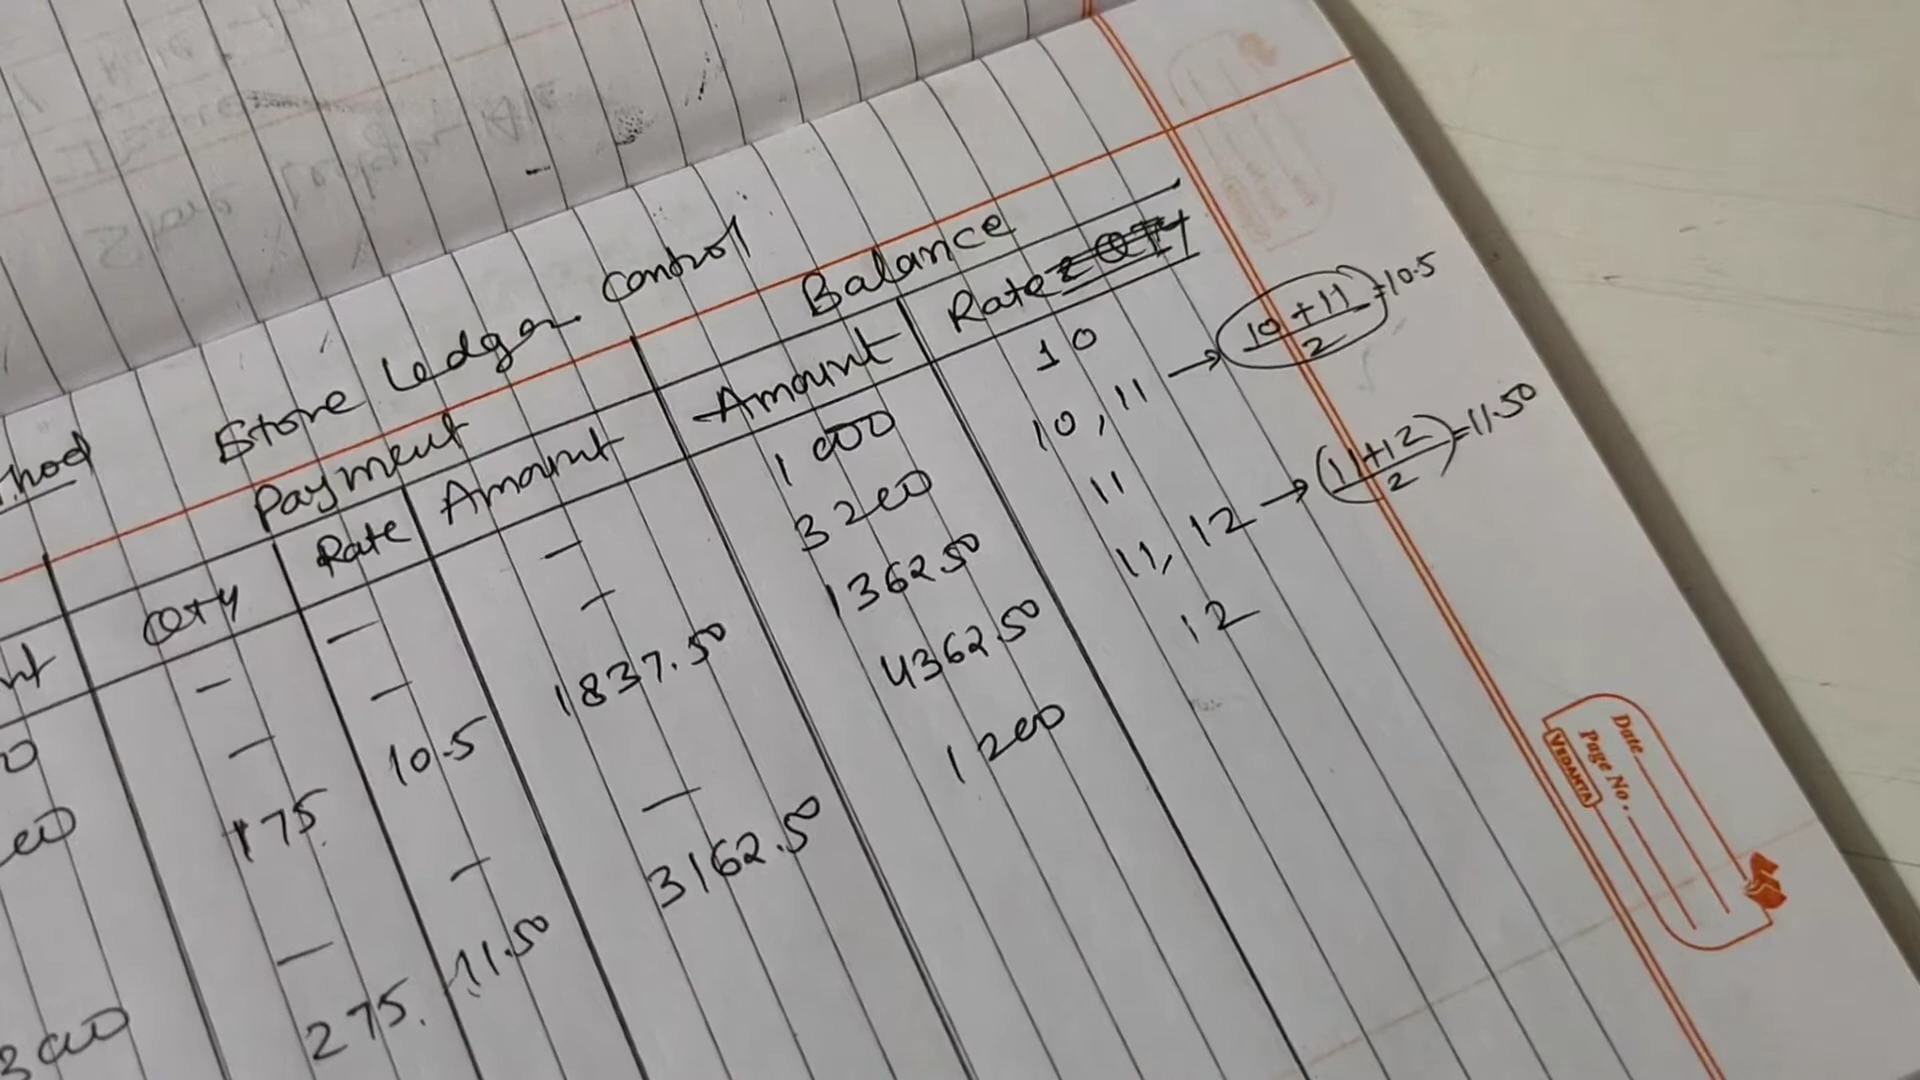 Store Ledger Control
Payment Balance
Qty Rate Amount Amount Rate
- - - 1000 10
- - - 3200 10, 11 → 10+11/2 =10.5
175 10.5 1837.50 1362.50 11
- - - 4362.50 11, 12 → (11+12)/2 =11.50
275 11.50 3162.50 1200 12
Date
Page No.
VEDANTA